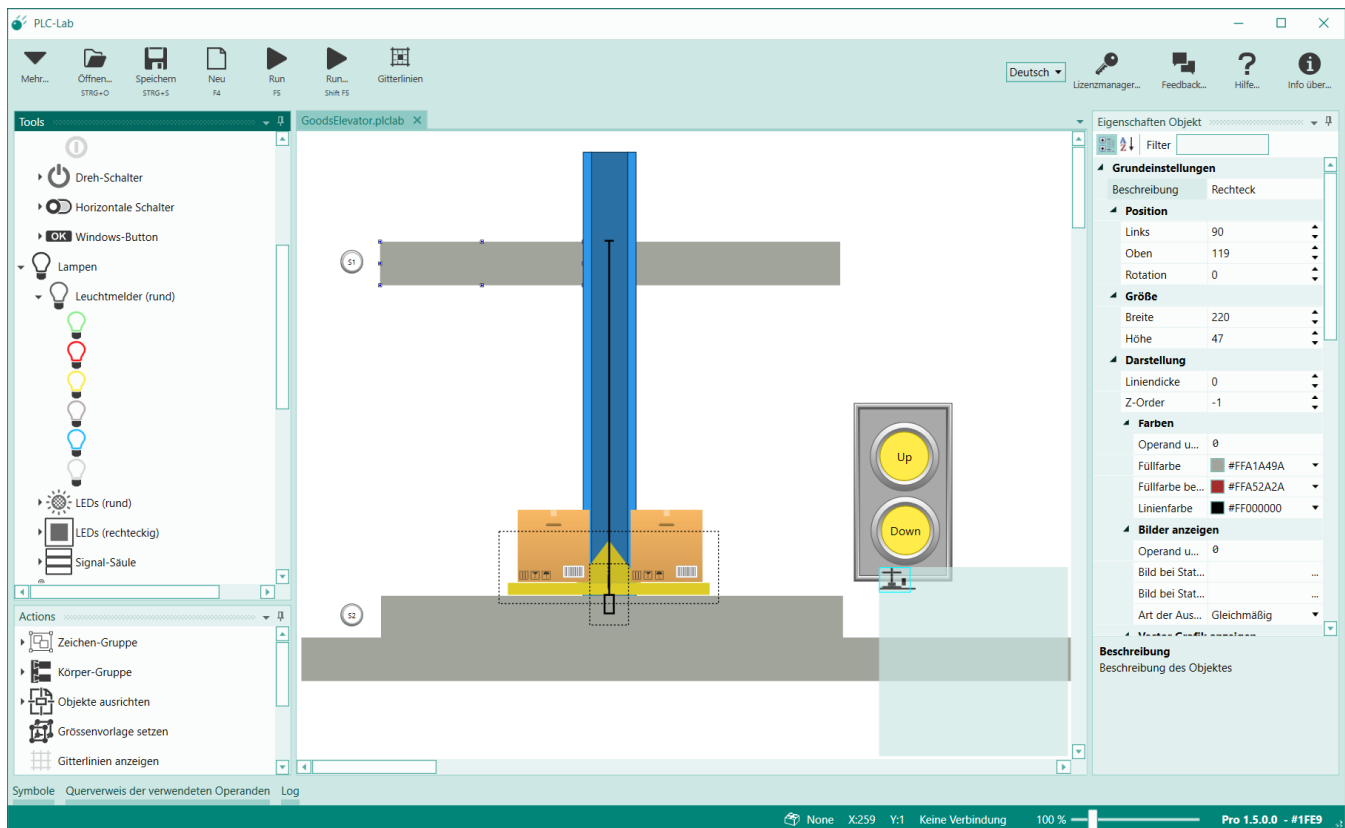 PLC-Lab
Mehr...
Öffnen...
STRG+O
Speichern
STRG+S
Neu
F4
Run
F5
Run...
Shift F5
Gitterlinien
Deutsch
Lizenzmanager...
Feedback...
Hilfe...
Info über...
Tools
Dreh-Schalter
Horizontale Schalter
OK Windows-Button
Lampen
Leuchtmelder (rund)
LEDs (rund)
LEDs (rechteckig)
Signal-Säule
Actions
Zeichen-Gruppe
Körper-Gruppe
Objekte ausrichten
Grössenvorlage setzen
Gitterlinien anzeigen
GoodsElevator.plclab
S1
Up
Down
S2
Eigenschaften Objekt
Filter
Grundeinstellungen
Beschreibung Rechteck
Position
Links 90
Oben 119
Rotation 0
Größe
Breite 220
Höhe 47
Darstellung
Liniendicke 0
Z-Order -1
Farben
Operand u... 0
Füllfarbe #FFA1A49A
Füllfarbe be... #FFA52A2A
Linienfarbe #FF000000
Bilder anzeigen
Operand u... 0
Bild bei Stat... ...
Bild bei Stat... ...
Art der Aus... Gleichmäßig
Vector Grafik anzeigen
Beschreibung
Beschreibung des Objektes
Symbole Querverweis der verwendeten Operanden Log
None X:259 Y:1 Keine Verbindung 100 % Pro 1.5.0.0 - #1FE9